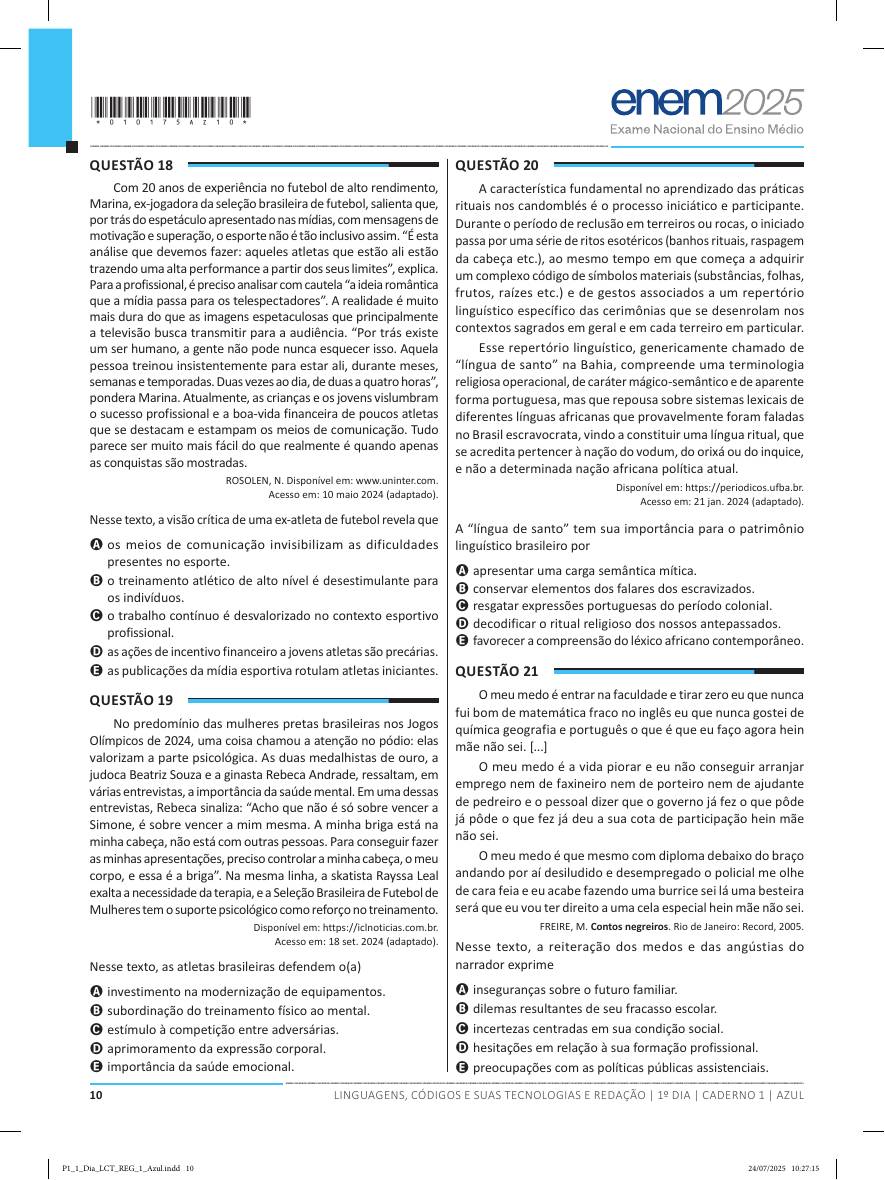 *010175AZ10*
enem2025
Exame Nacional do Ensino Médio
QUESTÃO 18
Com 20 anos de experiência no futebol de alto rendimento,
Marina, ex-jogadora da seleção brasileira de futebol, salienta que,
por trás do espetáculo apresentado nas mídias, com mensagens de
motivação e superação, o esporte não é tão inclusivo assim. “É esta
análise que devemos fazer: aqueles atletas que estão ali estão
trazendo uma alta performance a partir dos seus limites”, explica.
Para a profissional, é preciso analisar com cautela “a ideia romântica
que a mídia passa para os telespectadores”. A realidade é muito
mais dura do que as imagens espetaculosas que principalmente
a televisão busca transmitir para a audiência. “Por trás existe
um ser humano, a gente não pode nunca esquecer isso. Aquela
pessoa treinou insistentemente para estar ali, durante meses,
semanas e temporadas. Duas vezes ao dia, de duas a quatro horas”,
pondera Marina. Atualmente, as crianças e os jovens vislumbram
o sucesso profissional e a boa-vida financeira de poucos atletas
que se destacam e estampam os meios de comunicação. Tudo
parece ser muito mais fácil do que realmente é quando apenas
as conquistas são mostradas.
ROSOLEN, N. Disponível em: www.uninter.com.
Acesso em: 10 maio 2024 (adaptado).
Nesse texto, a visão crítica de uma ex-atleta de futebol revela que
A os meios de comunicação invisibilizam as dificuldades
presentes no esporte.
B o treinamento atlético de alto nível é desestimulante para
os indivíduos.
C o trabalho contínuo é desvalorizado no contexto esportivo
profissional.
D as ações de incentivo financeiro a jovens atletas são precárias.
E as publicações da mídia esportiva rotulam atletas iniciantes.
QUESTÃO 19
No predomínio das mulheres pretas brasileiras nos Jogos
Olímpicos de 2024, uma coisa chamou a atenção no pódio: elas
valorizam a parte psicológica. As duas medalhistas de ouro, a
judoca Beatriz Souza e a ginasta Rebeca Andrade, ressaltam, em
várias entrevistas, a importância da saúde mental. Em uma dessas
entrevistas, Rebeca sinaliza: “Acho que não é só sobre vencer a
Simone, é sobre vencer a mim mesma. A minha briga está na
minha cabeça, não está com outras pessoas. Para conseguir fazer
as minhas apresentações, preciso controlar a minha cabeça, o meu
corpo, e essa é a briga”. Na mesma linha, a skatista Rayssa Leal
exalta a necessidade da terapia, e a Seleção Brasileira de Futebol de
Mulheres tem o suporte psicológico como reforço no treinamento.
Disponível em: https://iclnoticias.com.br.
Acesso em: 18 set. 2024 (adaptado).
Nesse texto, as atletas brasileiras defendem o(a)
A investimento na modernização de equipamentos.
B subordinação do treinamento físico ao mental.
C estímulo à competição entre adversárias.
D aprimoramento da expressão corporal.
E importância da saúde emocional.
QUESTÃO 20
A característica fundamental no aprendizado das práticas
rituais nos candomblés é o processo iniciático e participante.
Durante o período de reclusão em terreiros ou rocas, o iniciado
passa por uma série de ritos esotéricos (banhos rituais, raspagem
da cabeça etc.), ao mesmo tempo em que começa a adquirir
um complexo código de símbolos materiais (substâncias, folhas,
frutos, raízes etc.) e de gestos associados a um repertório
linguístico específico das cerimônias que se desenrolam nos
contextos sagrados em geral e em cada terreiro em particular.
Esse repertório linguístico, genericamente chamado de
“língua de santo” na Bahia, compreende uma terminologia
religiosa operacional, de caráter mágico-semântico e de aparente
forma portuguesa, mas que repousa sobre sistemas lexicais de
diferentes línguas africanas que provavelmente foram faladas
no Brasil escravocrata, vindo a constituir uma língua ritual, que
se acredita pertencer à nação do vodum, do orixá ou do inquice,
e não a determinada nação africana política atual.
Disponível em: https://periodicos.ufba.br.
Acesso em: 21 jan. 2024 (adaptado).
A “língua de santo” tem sua importância para o patrimônio
linguístico brasileiro por
A apresentar uma carga semântica mítica.
B conservar elementos dos falares dos escravizados.
C resgatar expressões portuguesas do período colonial.
D decodificar o ritual religioso dos nossos antepassados.
E favorecer a compreensão do léxico africano contemporâneo.
QUESTÃO 21
O meu medo é entrar na faculdade e tirar zero eu que nunca
fui bom de matemática fraco no inglês eu que nunca gostei de
química geografia e português o que é que eu faço agora hein
mãe não sei. [...]
O meu medo é a vida piorar e eu não conseguir arranjar
emprego nem de faxineiro nem de porteiro nem de ajudante
de pedreiro e o pessoal dizer que o governo já fez o que pôde
já pôde o que fez já deu a sua cota de participação hein mãe
não sei.
O meu medo é que mesmo com diploma debaixo do braço
andando por aí desiludido e desempregado o policial me olhe
de cara feia e eu acabe fazendo uma burrice sei lá uma besteira
será que eu vou ter direito a uma cela especial hein mãe não sei.
FREIRE, M. Contos negreiros. Rio de Janeiro: Record, 2005.
Nesse texto, a reiteração dos medos e das angústias do
narrador exprime
A inseguranças sobre o futuro familiar.
B dilemas resultantes de seu fracasso escolar.
C incertezas centradas em sua condição social.
D hesitações em relação à sua formação profissional.
E preocupações com as políticas públicas assistenciais.
10
LINGUAGENS, CÓDIGOS E SUAS TECNOLOGIAS E REDAÇÃO | 1º DIA | CADERNO 1 | AZUL
P1_1_Dia_LCT_REG_1_Azul.indd 10
24/07/2025 10:27:15